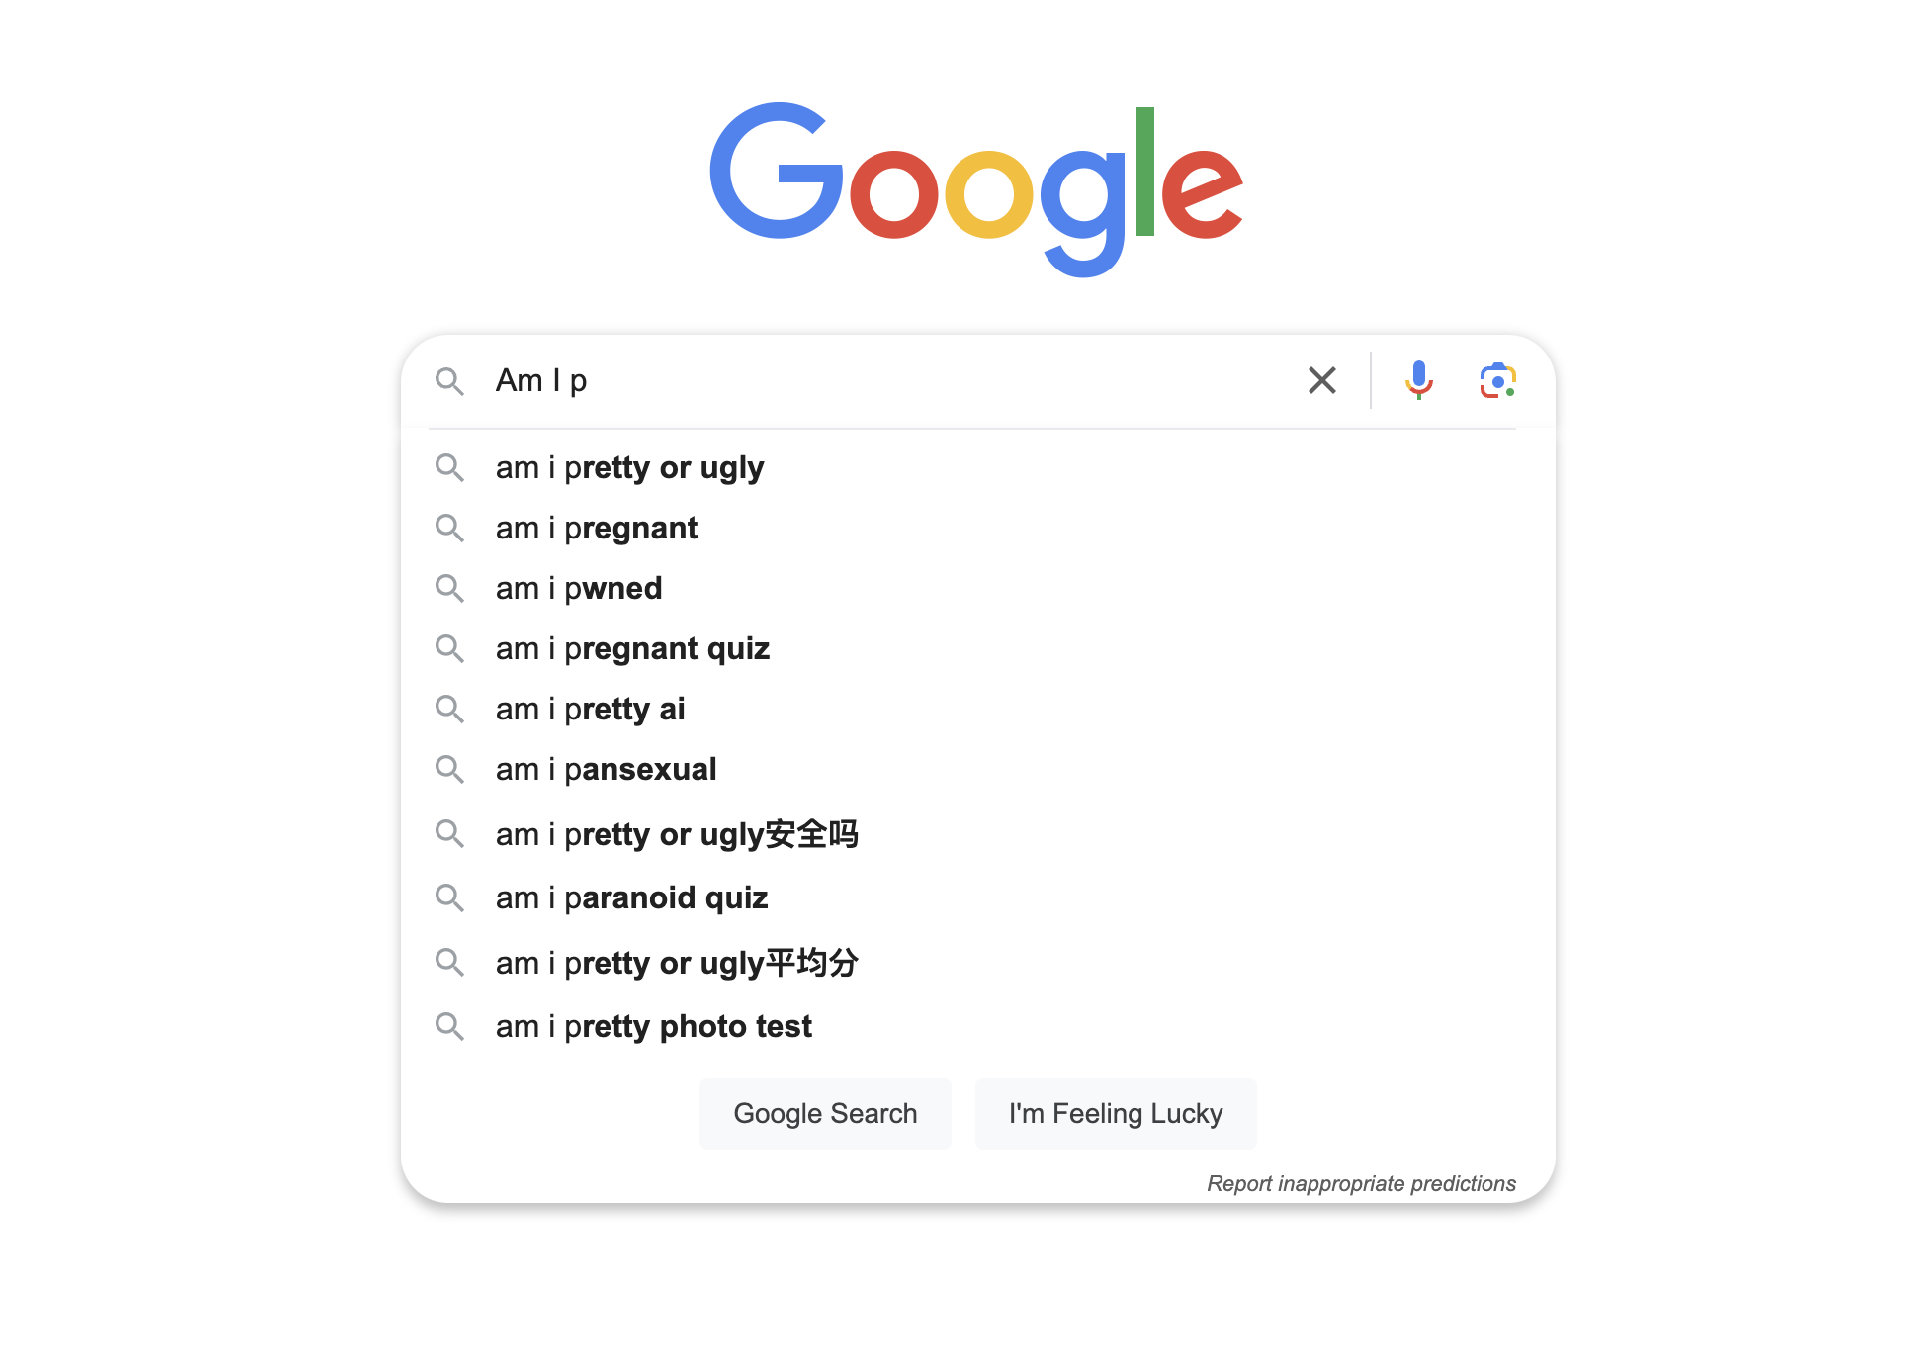 Google
Am I p
am i pretty or ugly
am i pregnant
am i pwned
am i pregnant quiz
am i pretty ai
am i pansexual
am i pretty or ugly安全吗
am i paranoid quiz
am i pretty or ugly平均分
am i pretty photo test
Google Search
I'm Feeling Lucky
Report inappropriate predictions